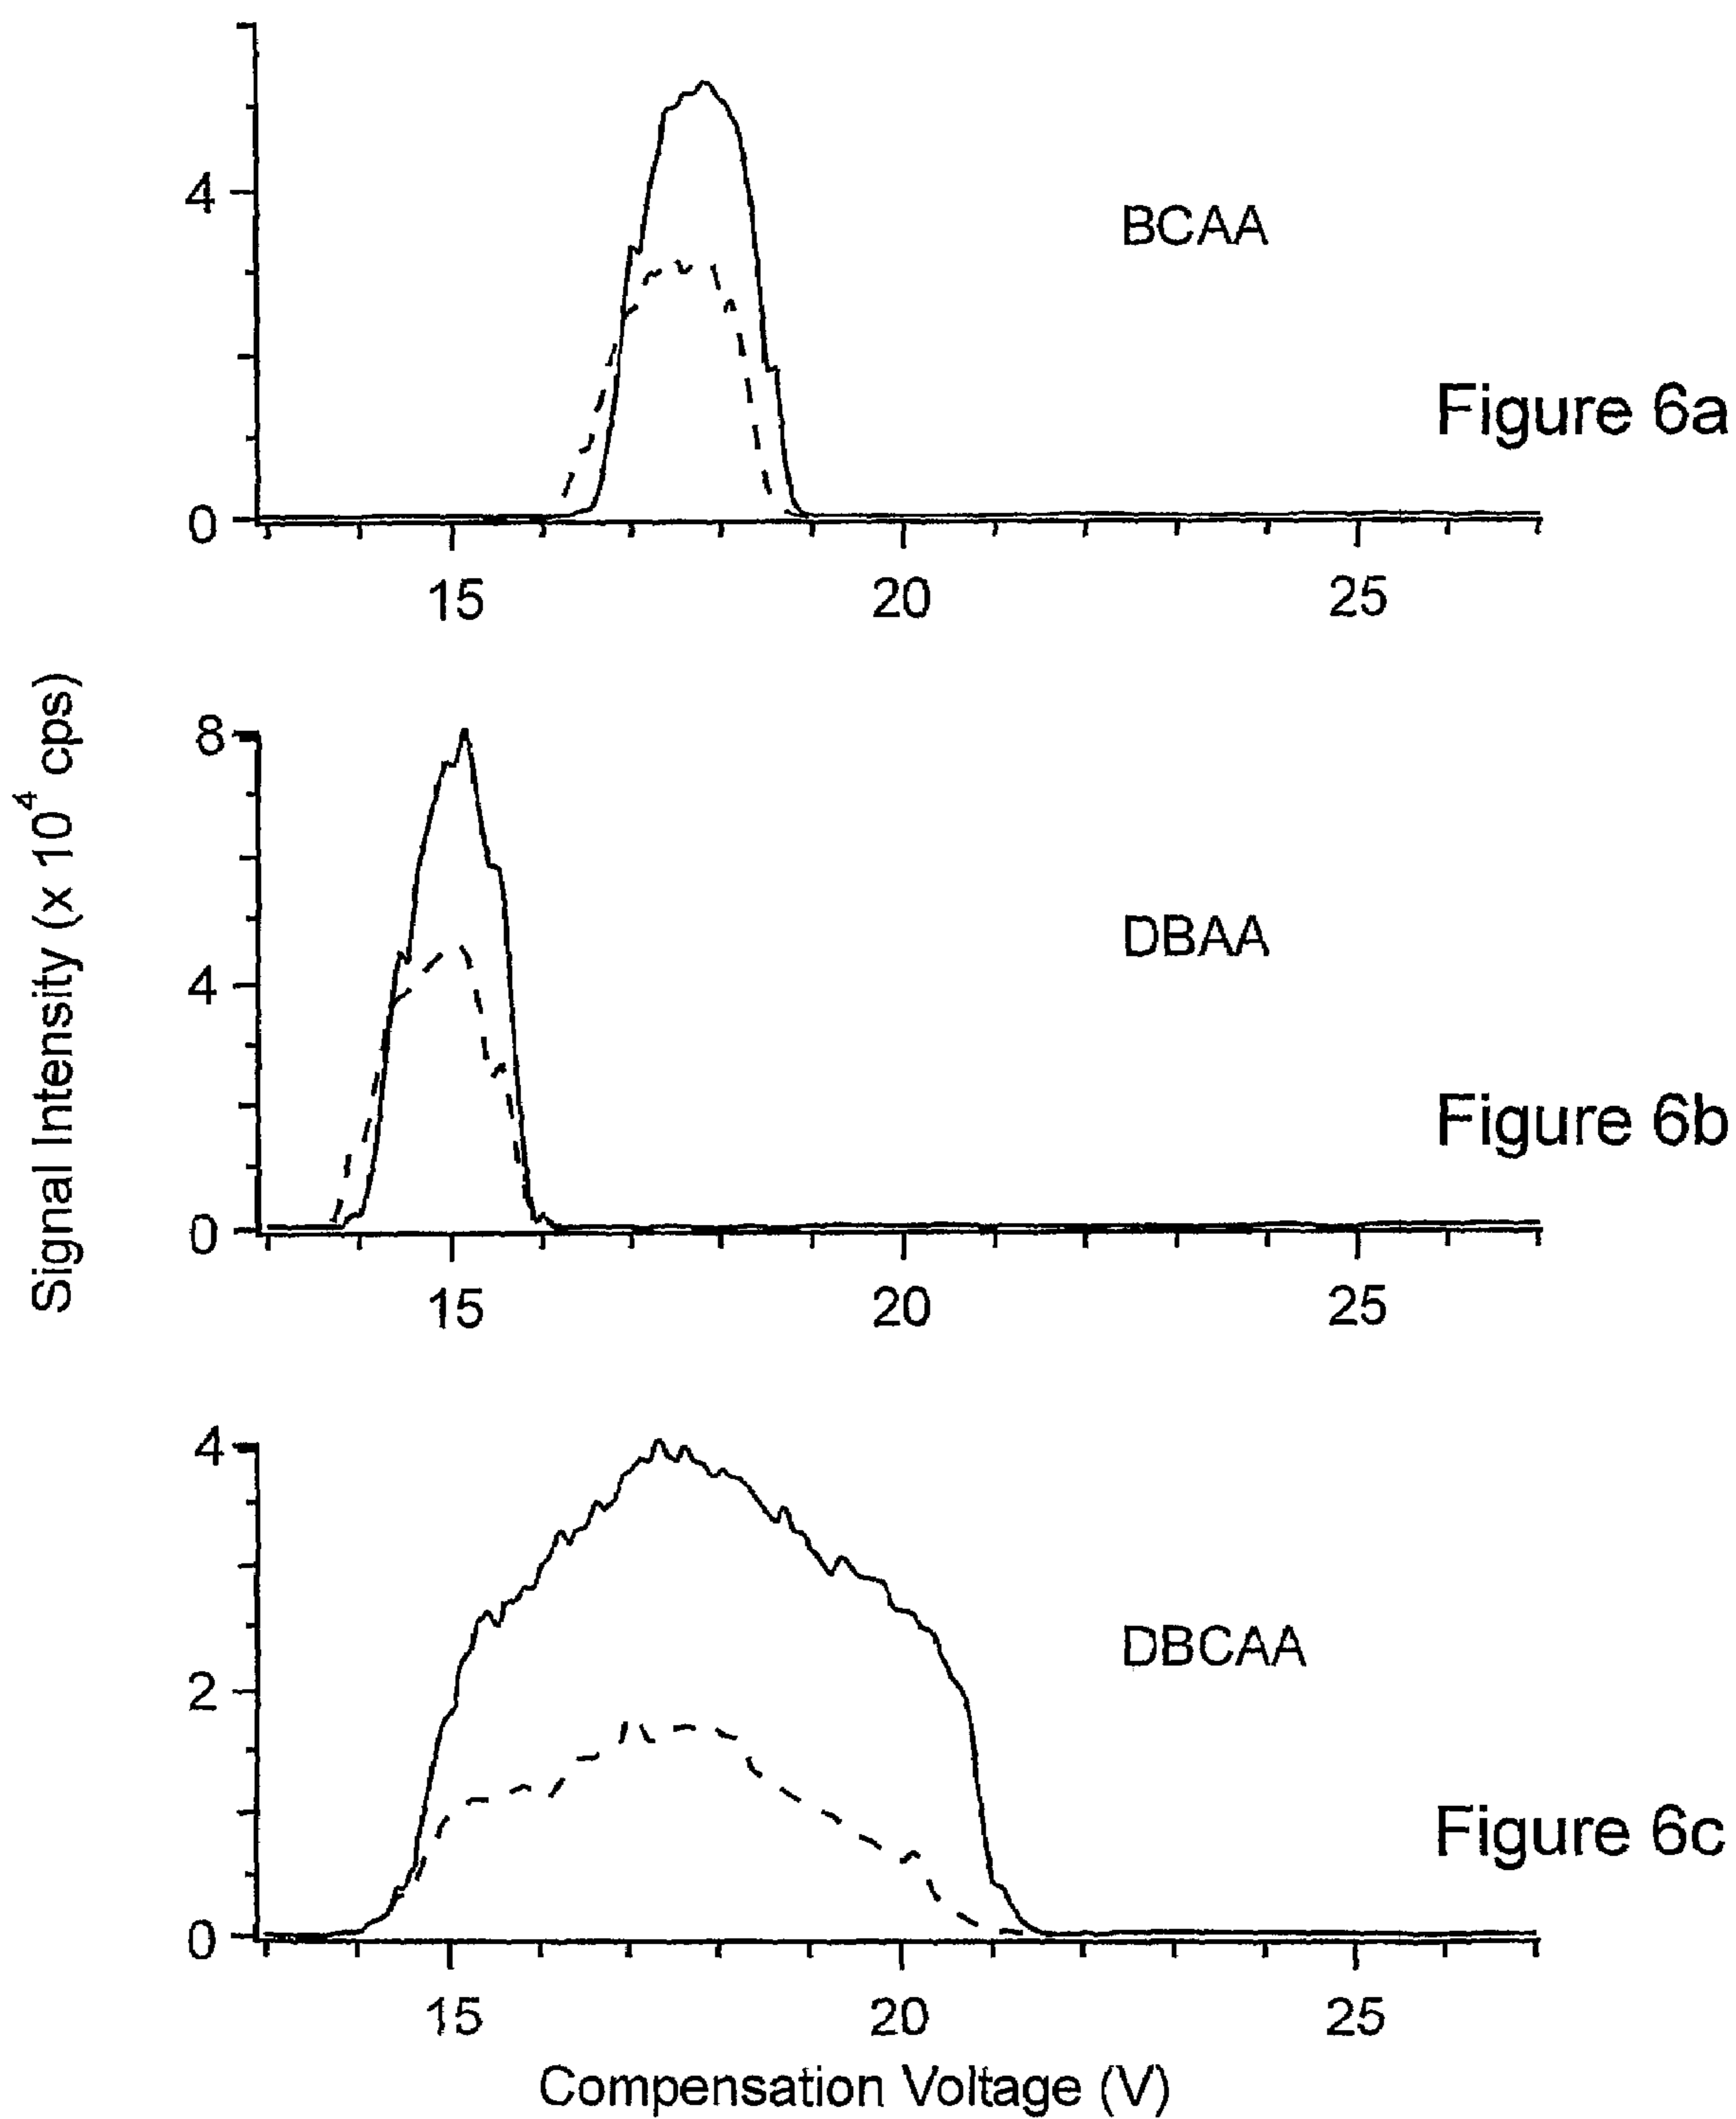 4
BCAA
Figure 6a
0
15 20 25
Signal Intensity (x 10⁴ cps)
8
DBAA
4
Figure 6b
0
15 20 25
4
DBCAA
2
Figure 6c
0
15 20 25
Compensation Voltage (V)